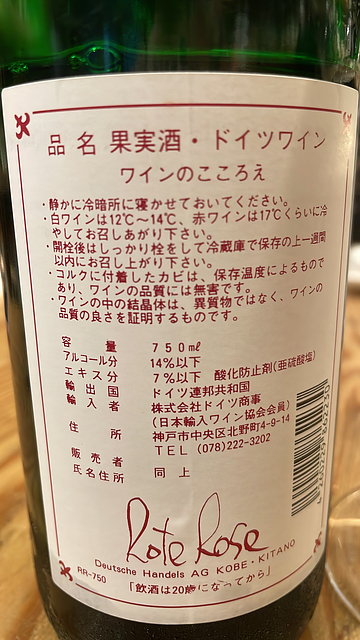 品名 果実酒・ドイツワイン
ワインのこころえ
・静かに冷暗所に寝かせておいてください。
・白ワインは12℃～14℃、赤ワインは17℃くらいに冷
やしてお召しあがり下さい。
・開栓後はしっかり栓をして冷蔵庫で保存の上一週間
以内にお召し上がり下さい。
・コルクに付着したカビは、保存温度によるもので
あり、ワインの品質には無害です。
・ワインの中の結晶体は、異質物ではなく、ワインの
品質の良さを証明するものです。
容量 750ml
アルコール分 14%以下
エキス分 7%以下 酸化防止剤(亜硫酸塩)
輸出国 ドイツ連邦共和国
輸入者 株式会社ドイツ商事
(日本輸入ワイン協会会員)
住所 神戸市中央区北野町4-9-14
TEL (078)222-3202
販売者
氏名住所 同上
Rote Rose
Deutsche Handels AG KOBE・KITANO
RR-750
「飲酒は20歳になってから」